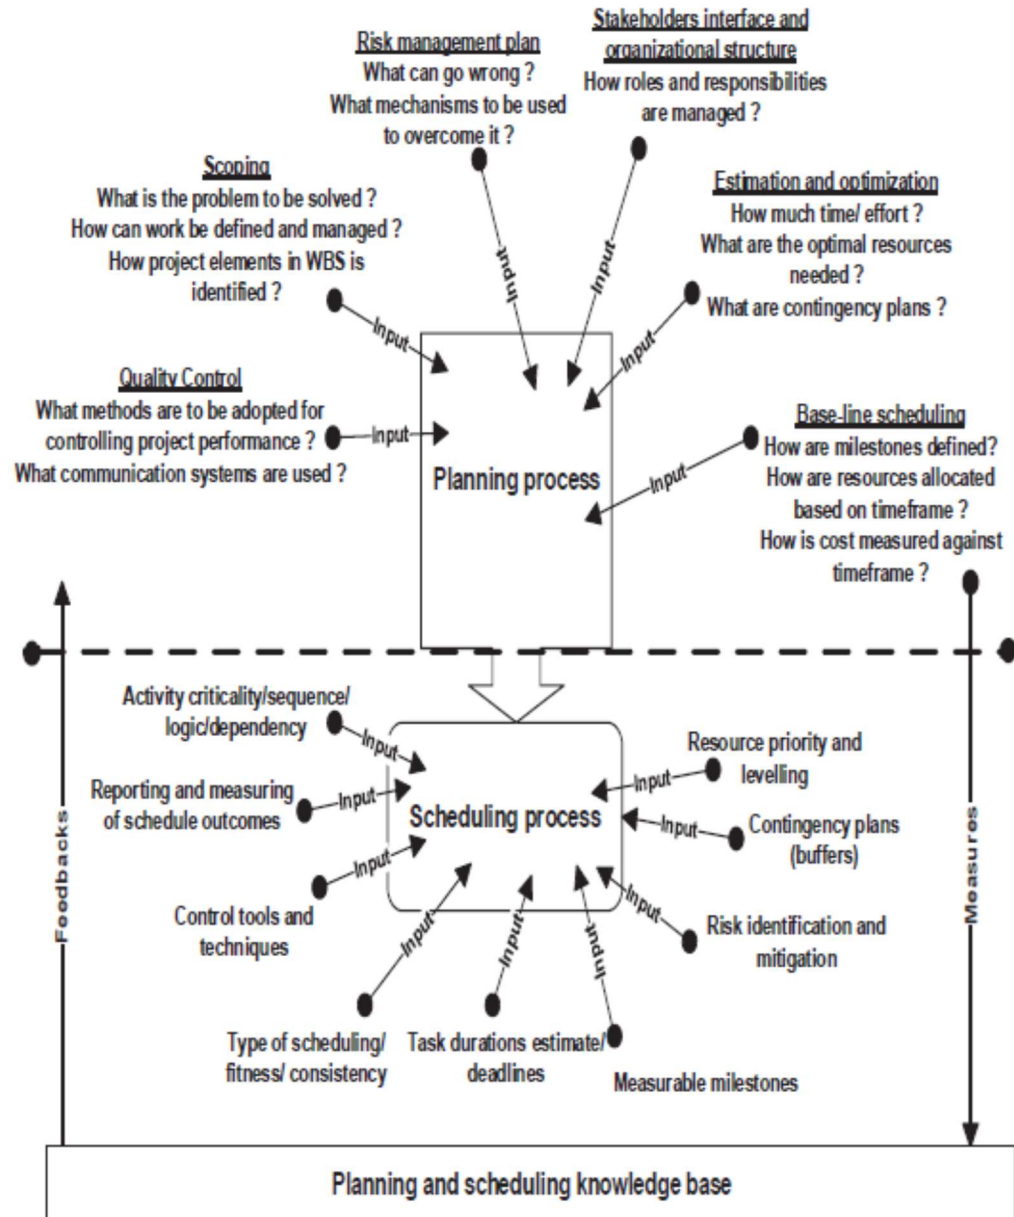 Risk management plan
What can go wrong ?
What mechanisms to be used
to overcome it ?
Stakeholders interface and
organizational structure
How roles and responsibilities
are managed ?
Scoping
What is the problem to be solved ?
How can work be defined and managed ?
How project elements in WBS is
identified ?
Estimation and optimization
How much time/ effort ?
What are the optimal resources
needed ?
What are contingency plans ?
Input
Input
Input
Input
Quality Control
What methods are to be adopted for
controlling project performance ?
What communication systems are used ?
Input
Base-line scheduling
How are milestones defined?
How are resources allocated
based on timeframe ?
How is cost measured against
timeframe ?
Input
Planning process
Activity criticality/sequence/
logic/dependency
Input
Reporting and measuring
of schedule outcomes
Input
Control tools and
techniques
Input
Scheduling process
Resource priority and
levelling
Input
Contingency plans
(buffers)
Input
Risk identification and
mitigation
Input
Type of scheduling/
fitness/ consistency
Input
Task durations estimate/
deadlines
Input
Measurable milestones
Input
Feedbacks
Measures
Planning and scheduling knowledge base